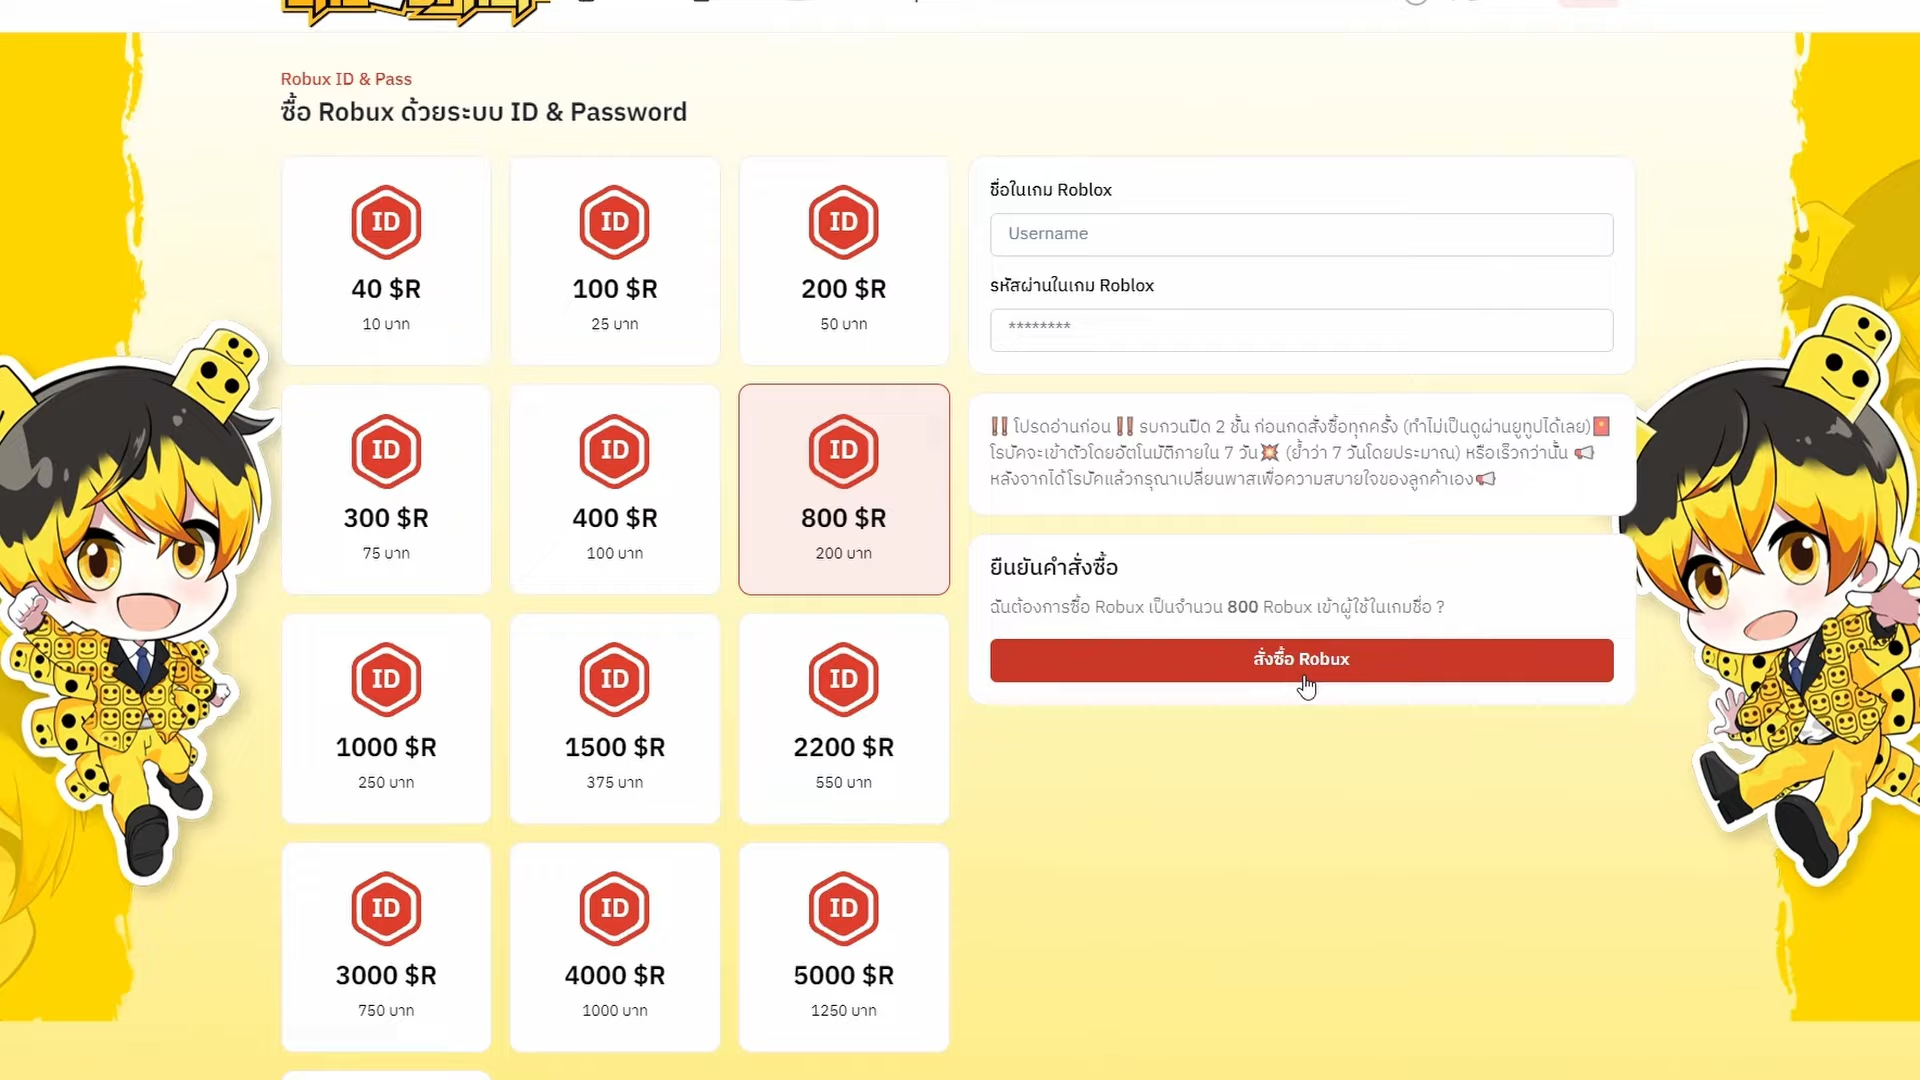 Robux ID & Pass
ซื้อ Robux ด้วยระบบ ID & Password
ID
40 $R
10 บาท
ID
100 $R
25 บาท
ID
200 $R
50 บาท
ID
300 $R
75 บาท
ID
400 $R
100 บาท
ID
800 $R
200 บาท
ID
1000 $R
250 บาท
ID
1500 $R
375 บาท
ID
2200 $R
550 บาท
ID
3000 $R
750 บาท
ID
4000 $R
1000 บาท
ID
5000 $R
1250 บาท
ชื่อในเกม Roblox
Username
รหัสผ่านในเกม Roblox
********
‼️ โปรดอ่านก่อน ‼️ รบกวนปิด 2 ชั้น ก่อนกดสั่งซื้อทุกครั้ง (ทำไม่เป็นดูผ่านยูทูปได้เลย)🧧
โรบัคจะเข้าตัวโดยอัตโนมัติภายใน 7 วัน💥 (ย้ำว่า 7 วันโดยประมาณ) หรือเร็วกว่านั้น 📢
หลังจากได้โรบัคแล้วกรุณาเปลี่ยนพาสเพื่อความสบายใจของลูกค้าเอง📢
ยืนยันคำสั่งซื้อ
ฉันต้องการซื้อ Robux เป็นจำนวน 800 Robux เข้าผู้ใช้ในเกมชื่อ ?
สั่งซื้อ Robux